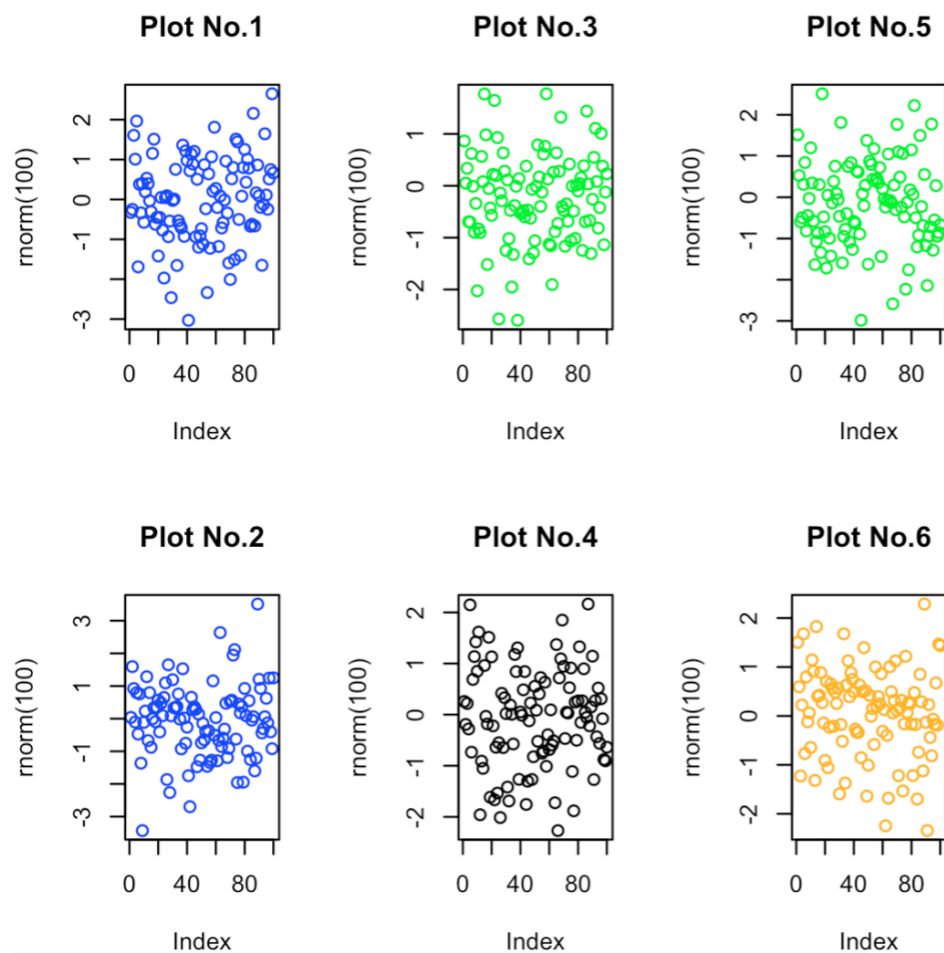 Plot No.1
rnorm(100)
2
1
0
-1
-3
0 40 80
Index
Plot No.3
rnorm(100)
1
0
-1
-2
0 40 80
Index
Plot No.5
rnorm(100)
2
1
0
-1
-3
0 40 80
Index
Plot No.2
rnorm(100)
3
1
-1
-3
0 40 80
Index
Plot No.4
rnorm(100)
2
1
0
-1
-2
0 40 80
Index
Plot No.6
rnorm(100)
2
1
0
-1
-2
0 40 80
Index